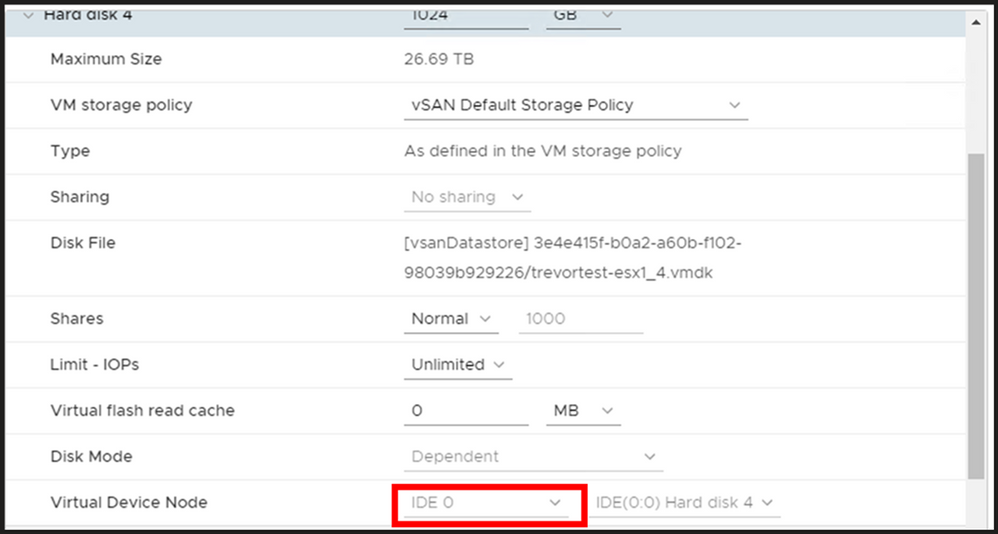 Hard disk 4 1024 GB
Maximum Size 26.69 TB
VM storage policy vSAN Default Storage Policy
Type As defined in the VM storage policy
Sharing No sharing
Disk File [vsanDatastore] 3e4e415f-b0a2-a60b-f102-
98039b929226/trevortest-esx1_4.vmdk
Shares Normal 1000
Limit - IOPs Unlimited
Virtual flash read cache 0 MB
Disk Mode Dependent
Virtual Device Node IDE 0 IDE(0:0) Hard disk 4